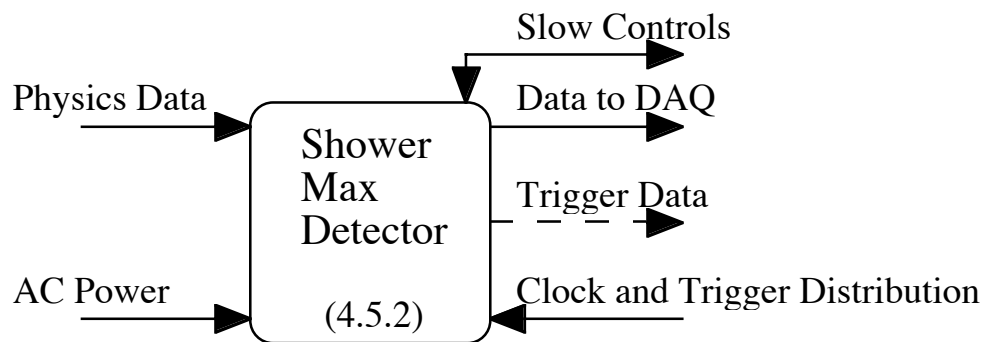 Slow Controls
Physics Data
Data to DAQ
Shower
Max
Detector
Trigger Data
AC Power
(4.5.2)
Clock and Trigger Distribution